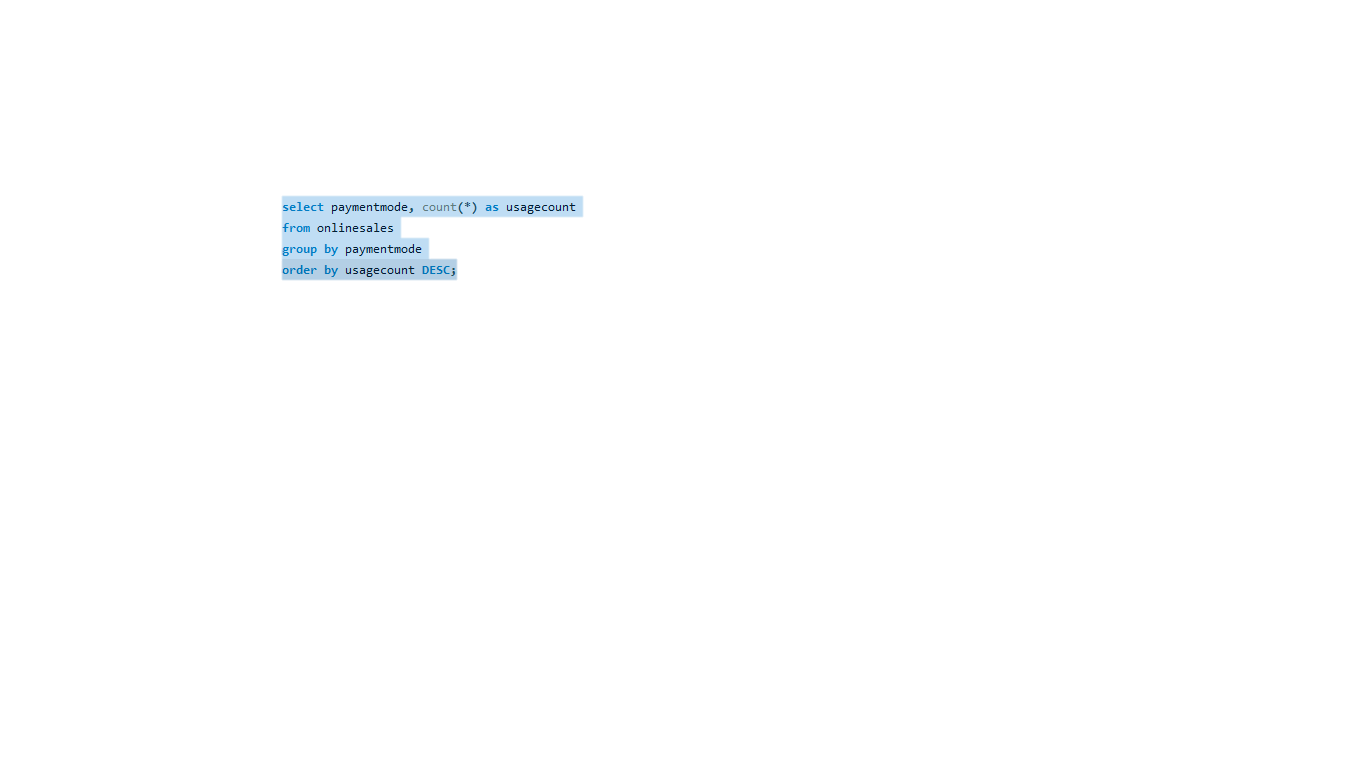 select paymentmode, count(*) as usagecount
from onlinesales
group by paymentmode
order by usagecount DESC;